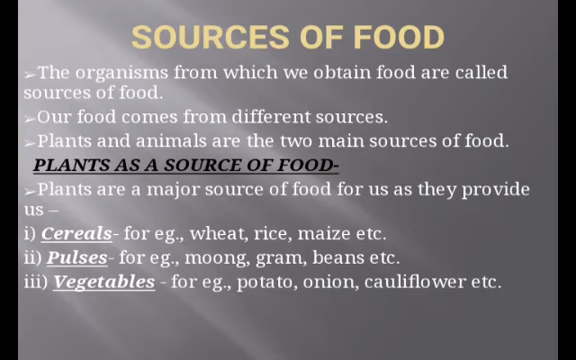 SOURCES OF FOOD
➢The organisms from which we obtain food are called
sources of food.
➢Our food comes from different sources.
➢Plants and animals are the two main sources of food.
PLANTS AS A SOURCE OF FOOD-
➢Plants are a major source of food for us as they provide
us –
i) Cereals- for eg., wheat, rice, maize etc.
ii) Pulses- for eg., moong, gram, beans etc.
iii) Vegetables - for eg., potato, onion, cauliflower etc.